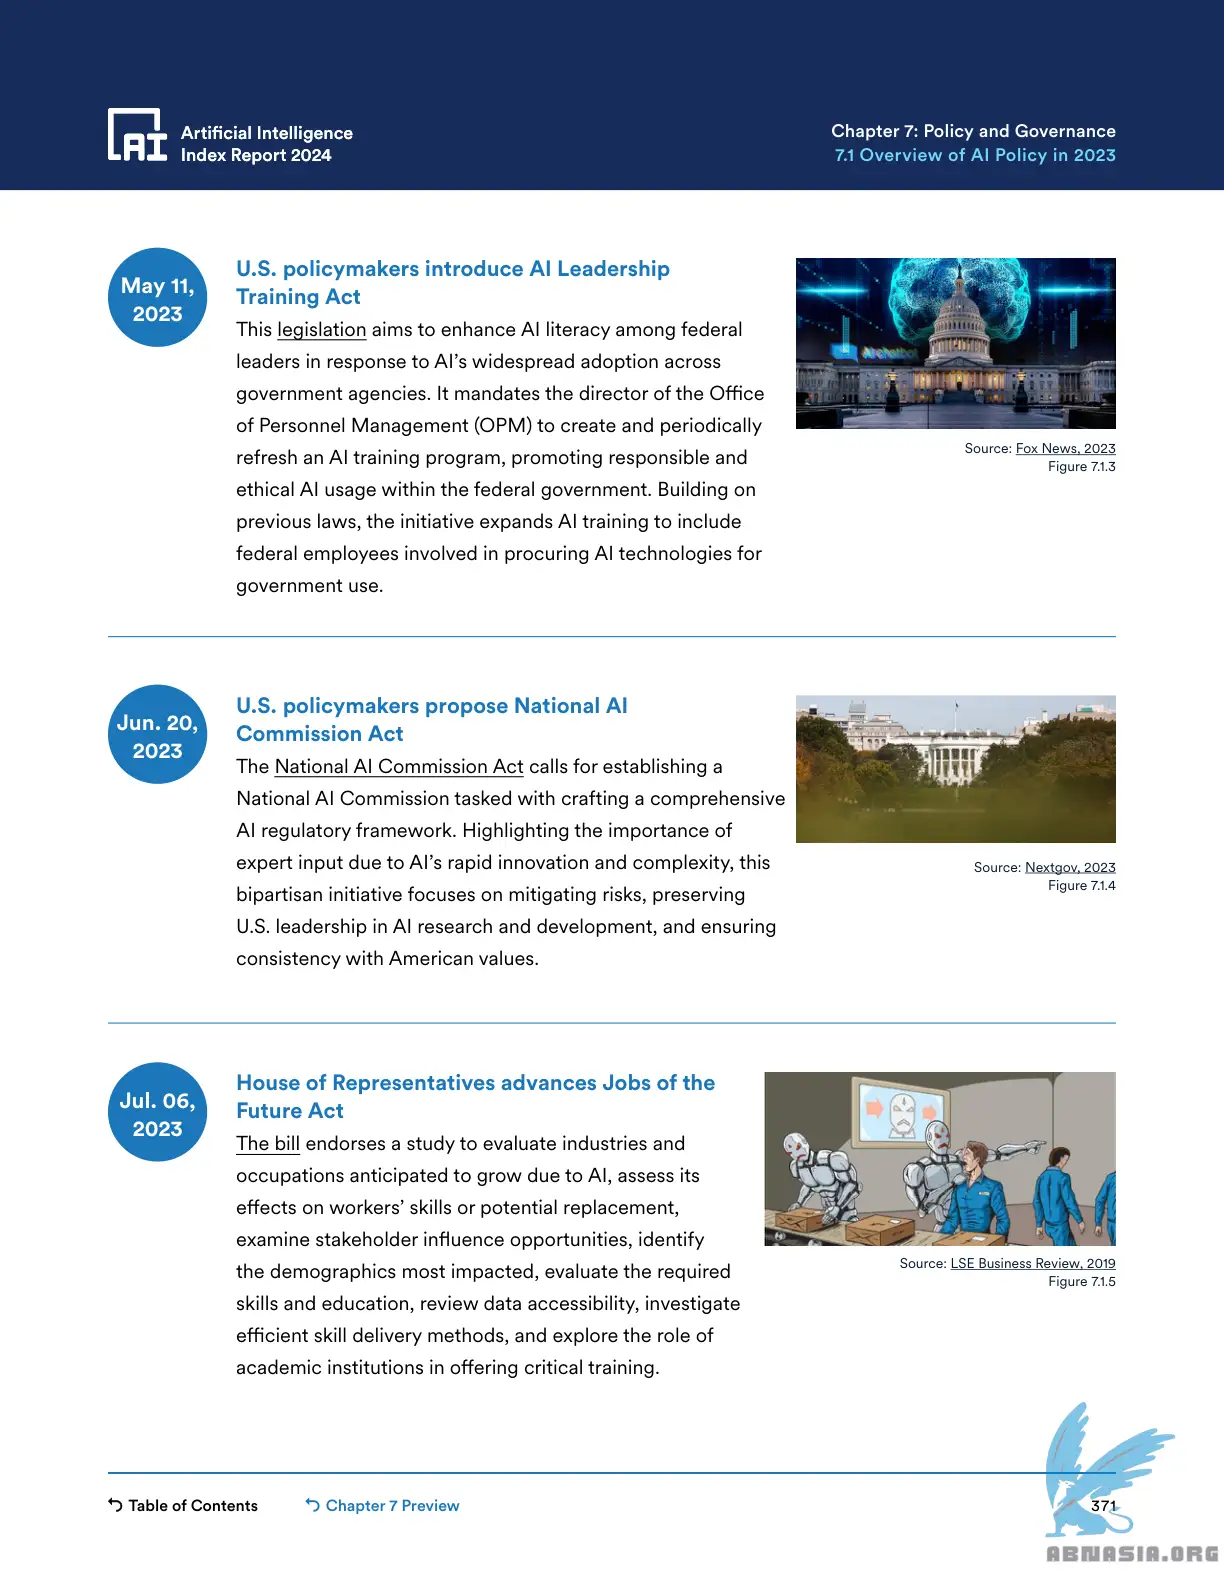 Artificial Intelligence
Index Report 2024
Chapter 7: Policy and Governance
7.1 Overview of AI Policy in 2023
May 11,
2023
U.S. policymakers introduce AI Leadership
Training Act
This legislation aims to enhance AI literacy among federal
leaders in response to AI’s widespread adoption across
government agencies. It mandates the director of the Office
of Personnel Management (OPM) to create and periodically
refresh an AI training program, promoting responsible and
ethical AI usage within the federal government. Building on
previous laws, the initiative expands AI training to include
federal employees involved in procuring AI technologies for
government use.
AI chatbot
Source: Fox News, 2023
Figure 7.1.3
Jun. 20,
2023
U.S. policymakers propose National AI
Commission Act
The National AI Commission Act calls for establishing a
National AI Commission tasked with crafting a comprehensive
AI regulatory framework. Highlighting the importance of
expert input due to AI’s rapid innovation and complexity, this
bipartisan initiative focuses on mitigating risks, preserving
U.S. leadership in AI research and development, and ensuring
consistency with American values.
Source: Nextgov, 2023
Figure 7.1.4
Jul. 06,
2023
House of Representatives advances Jobs of the
Future Act
The bill endorses a study to evaluate industries and
occupations anticipated to grow due to AI, assess its
effects on workers’ skills or potential replacement,
examine stakeholder influence opportunities, identify
the demographics most impacted, evaluate the required
skills and education, review data accessibility, investigate
efficient skill delivery methods, and explore the role of
academic institutions in offering critical training.
Source: LSE Business Review, 2019
Figure 7.1.5
Table of Contents
Chapter 7 Preview
371
ABNASIA.ORG